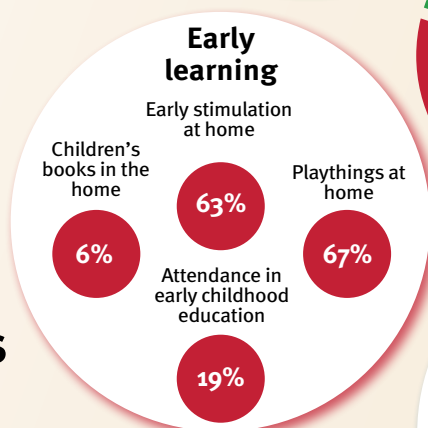 Early
learning
Early stimulation
at home
Children’s
books in the
home
Playthings at
home
63%
6%
67%
Attendance in
early childhood
education
19%
s